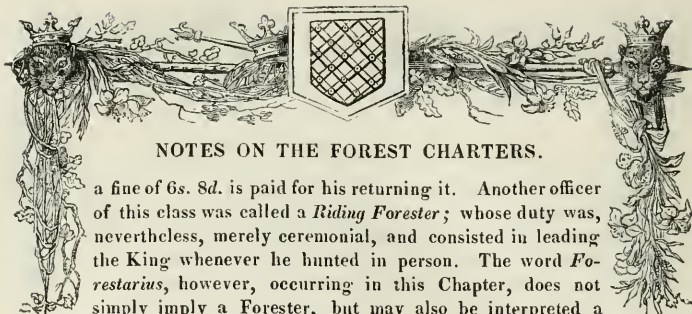 NOTES ON THE FOREST CHARTERS.
a fine of 6s. 8d. is paid for his returning it. Another officer
of this class was called a Riding Forester; whose duty was,
nevertheless, merely ceremonial, and consisted in leading
the King whenever he hunted in person. The word Fo-
restarius, however, occurring in this Chapter, does not
simply imply a Forester, but may also be interpreted a